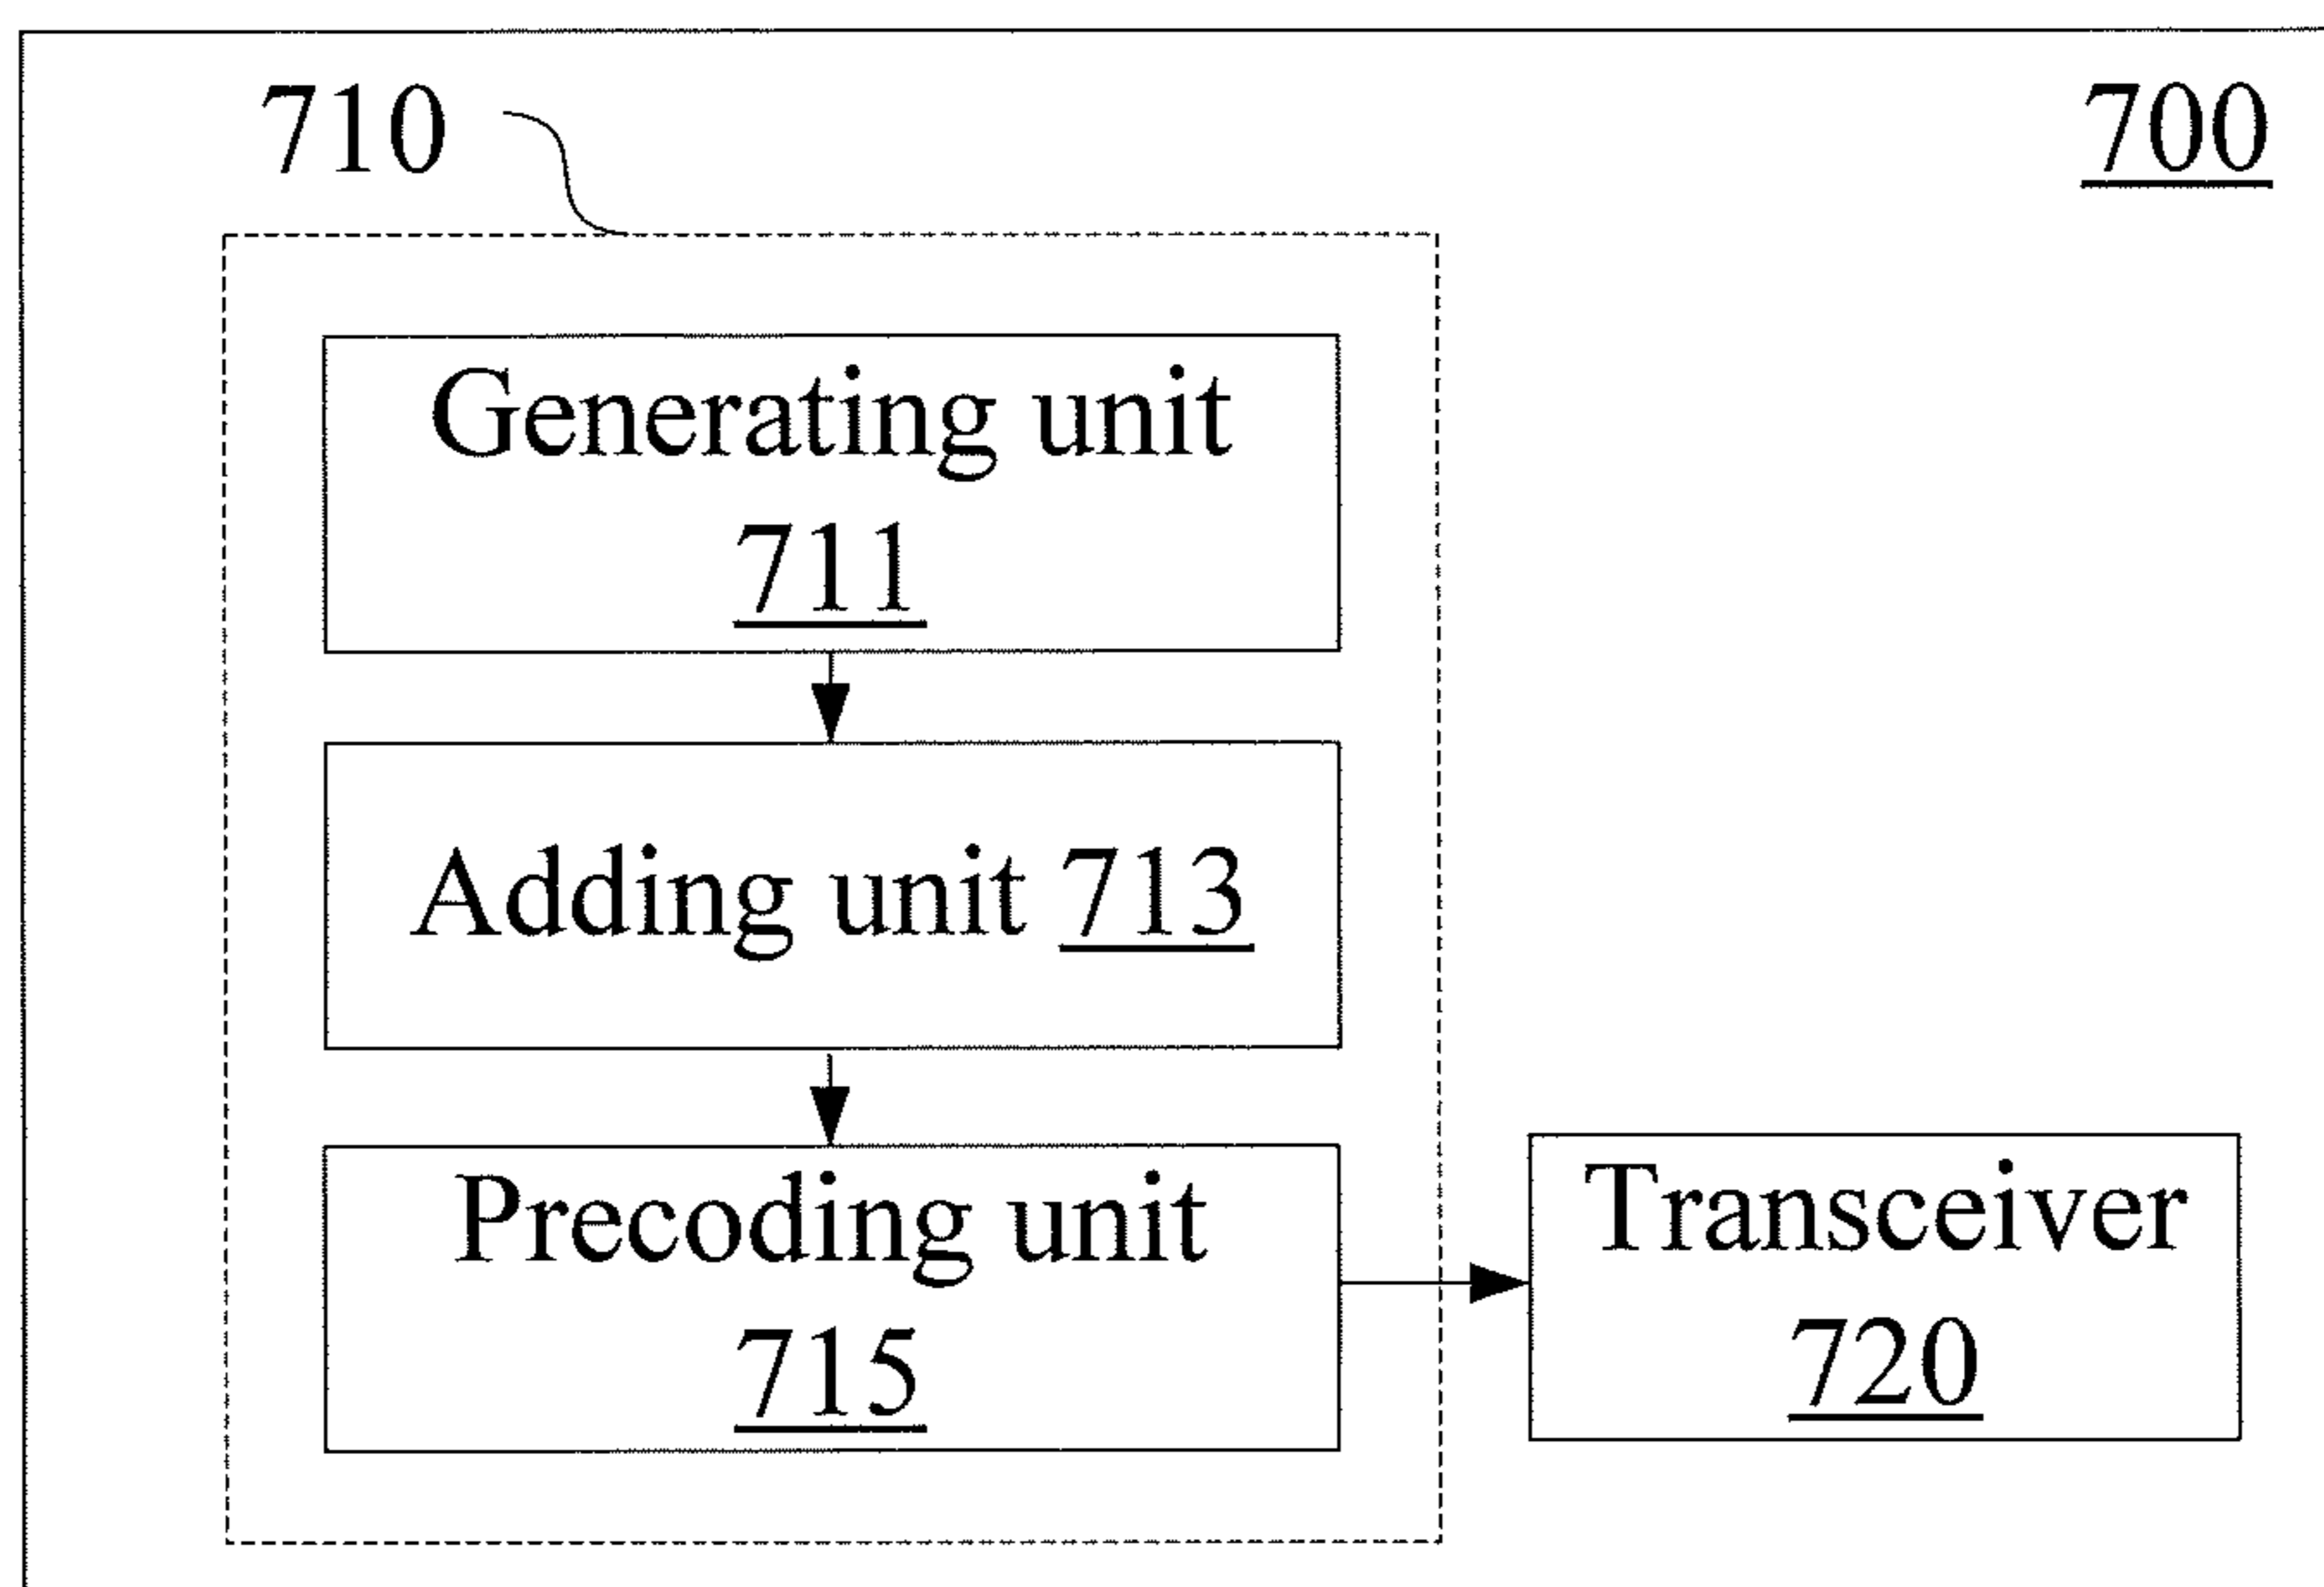 710
700
Generating unit
711
Adding unit 713
Precoding unit
715
Transceiver
720